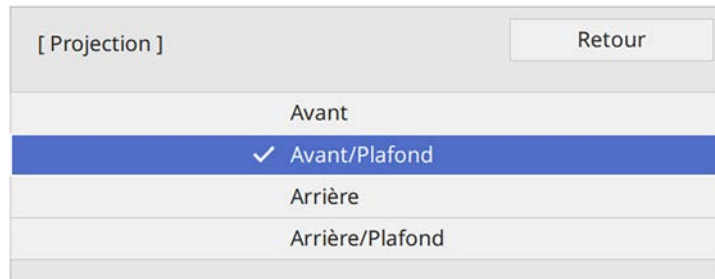 [ Projection ]
Retour
Avant
Avant/Plafond
Arrière
Arrière/Plafond